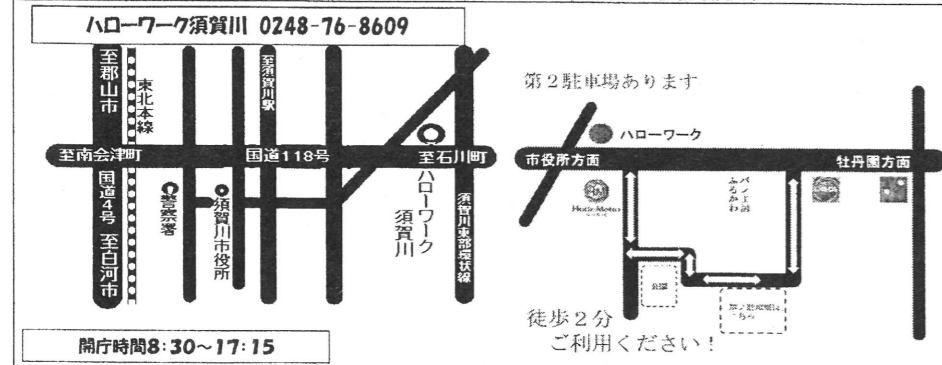 ハローワーク須賀川 0248-76-8609
至郡山市
東北本線
至須賀川駅
至南会津町
国道118号
至石川町
国道4号
至白河市
警察署
須賀川市役所
ハローワーク
須賀川
須賀川東部環状線
開庁時間8:30～17:15
第2駐車場あります
ハローワーク
市役所方面
牡丹園方面
ふるかわ
公園
徒歩2分
ご利用ください!